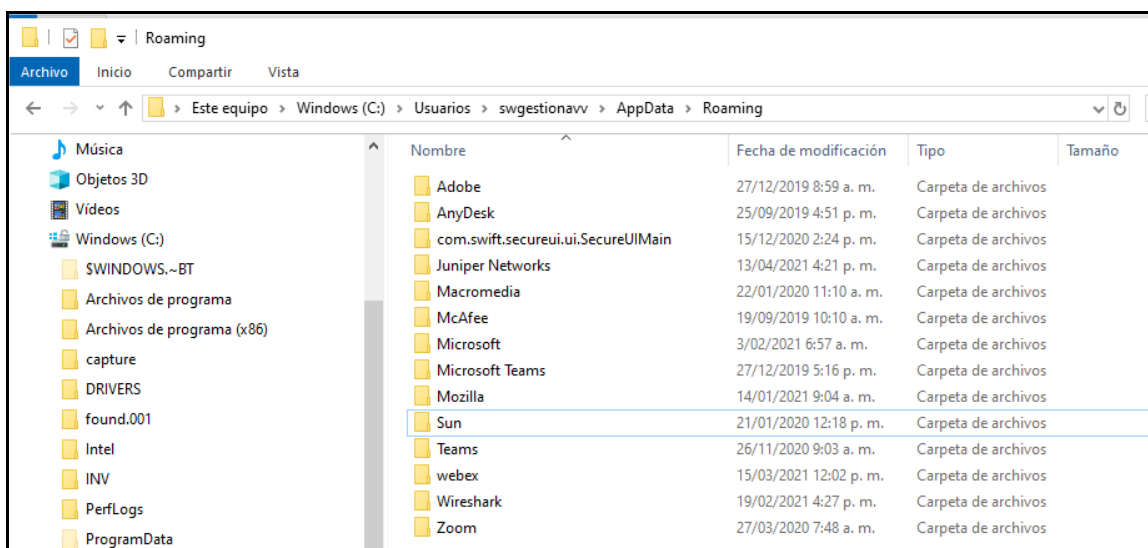 Roaming
Archivo Inicio Compartir Vista
Este equipo > Windows (C:) > Usuarios > swgestionavv > AppData > Roaming
Música
Objetos 3D
Vídeos
Windows (C:)
$WINDOWS.~BT
Archivos de programa
Archivos de programa (x86)
capture
DRIVERS
found.001
Intel
INV
PerfLogs
ProgramData
Nombre Fecha de modificación Tipo Tamaño
Adobe 27/12/2019 8:59 a. m. Carpeta de archivos
AnyDesk 25/09/2019 4:51 p. m. Carpeta de archivos
com.swift.secureui.ui.SecureUIMain 15/12/2020 2:24 p. m. Carpeta de archivos
Juniper Networks 13/04/2021 4:21 p. m. Carpeta de archivos
Macromedia 22/01/2020 11:10 a. m. Carpeta de archivos
McAfee 19/09/2019 10:10 a. m. Carpeta de archivos
Microsoft 3/02/2021 6:57 a. m. Carpeta de archivos
Microsoft Teams 27/12/2019 5:16 p. m. Carpeta de archivos
Mozilla 14/01/2021 9:04 a. m. Carpeta de archivos
Sun 21/01/2020 12:18 p. m. Carpeta de archivos
Teams 26/11/2020 9:03 a. m. Carpeta de archivos
webex 15/03/2021 12:02 p. m. Carpeta de archivos
Wireshark 19/02/2021 4:27 p. m. Carpeta de archivos
Zoom 27/03/2020 7:48 a. m. Carpeta de archivos